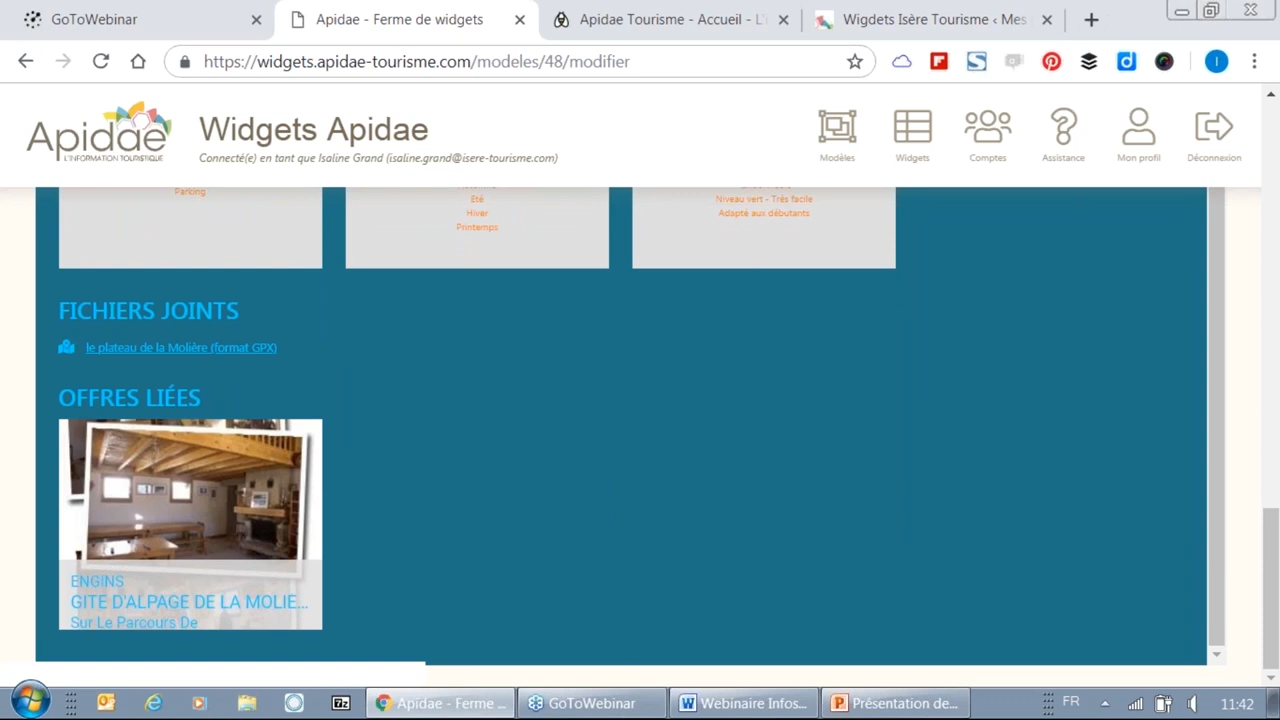 GoToWebinar
Apidae - Ferme de widgets
Apidae Tourisme - Accueil - L'i
Wigdets Isère Tourisme ‹ Mes
https://widgets.apidae-tourisme.com/modeles/48/modifier
Apidae
L'INFORMATION TOURISTIQUE
Widgets Apidae
Connecté(e) en tant que Isaline Grand (isaline.grand@isere-tourisme.com)
Modèles
Widgets
Comptes
Assistance
Mon profil
Déconnexion
Parking
Eté
Hiver
Printemps
Niveau vert - Très facile
Adapté aux débutants
FICHIERS JOINTS
le plateau de la Molière (format GPX)
OFFRES LIÉES
ENGINS
GITE D'ALPAGE DE LA MOLIE...
Sur Le Parcours De
Apidae - Ferme ...
GoToWebinar
Webinaire Infos...
Présentation de...
FR
11:42